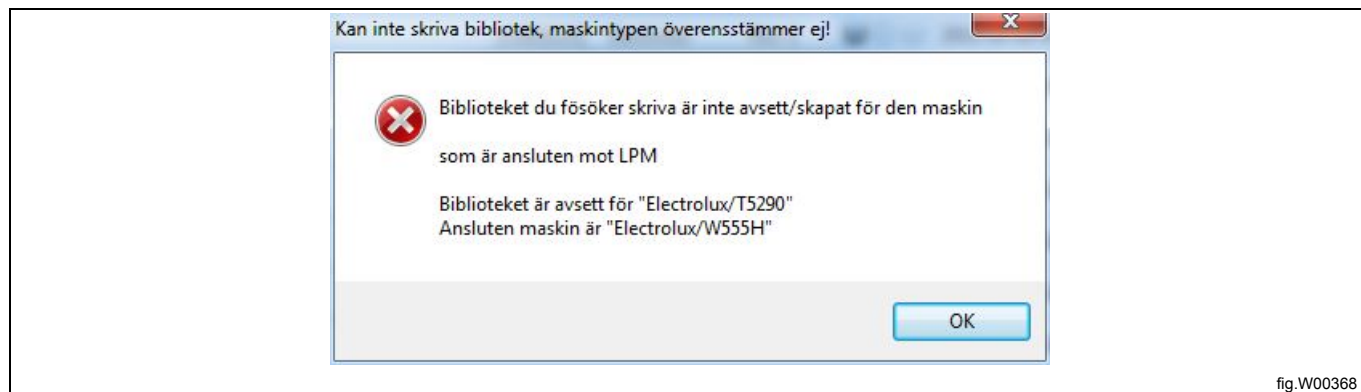 Kan inte skriva bibliotek, maskintypen överensstämmer ej!
Biblioteket du fösöker skriva är inte avsett/skapat för den maskin
som är ansluten mot LPM
Biblioteket är avsett för "Electrolux/T5290"
Ansluten maskin är "Electrolux/W555H"
OK
fig.W00368